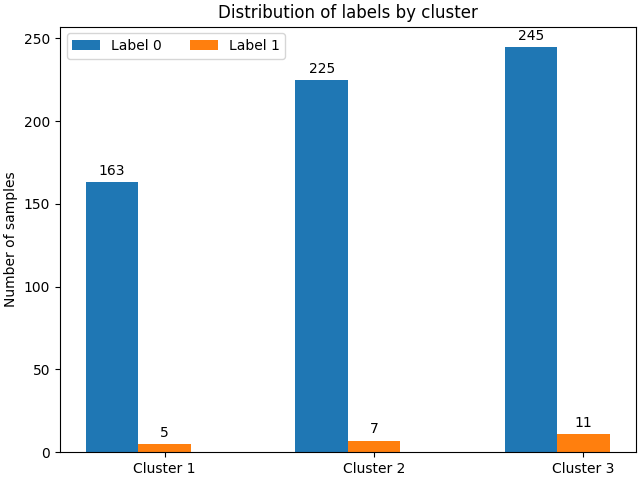 Distribution of labels by cluster
Label 0
Label 1
Number of samples
250
200
150
100
50
0
163
5
225
7
245
11
Cluster 1
Cluster 2
Cluster 3